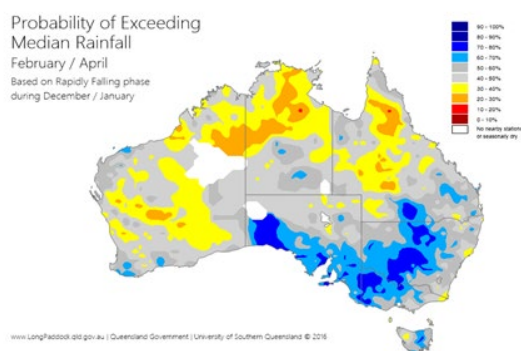 Probability of Exceeding
Median Rainfall
February / April
Based on Rapidly Falling phase
during December / January
90 - 100%
80 - 90%
70 - 80%
60 - 70%
50 - 60%
40 - 50%
30 - 40%
20 - 30%
10 - 20%
0 - 10%
No nearby stations
or seasonally dry
www.LongPaddock.qld.gov.au | Queensland Government | University of Southern Queensland © 2016